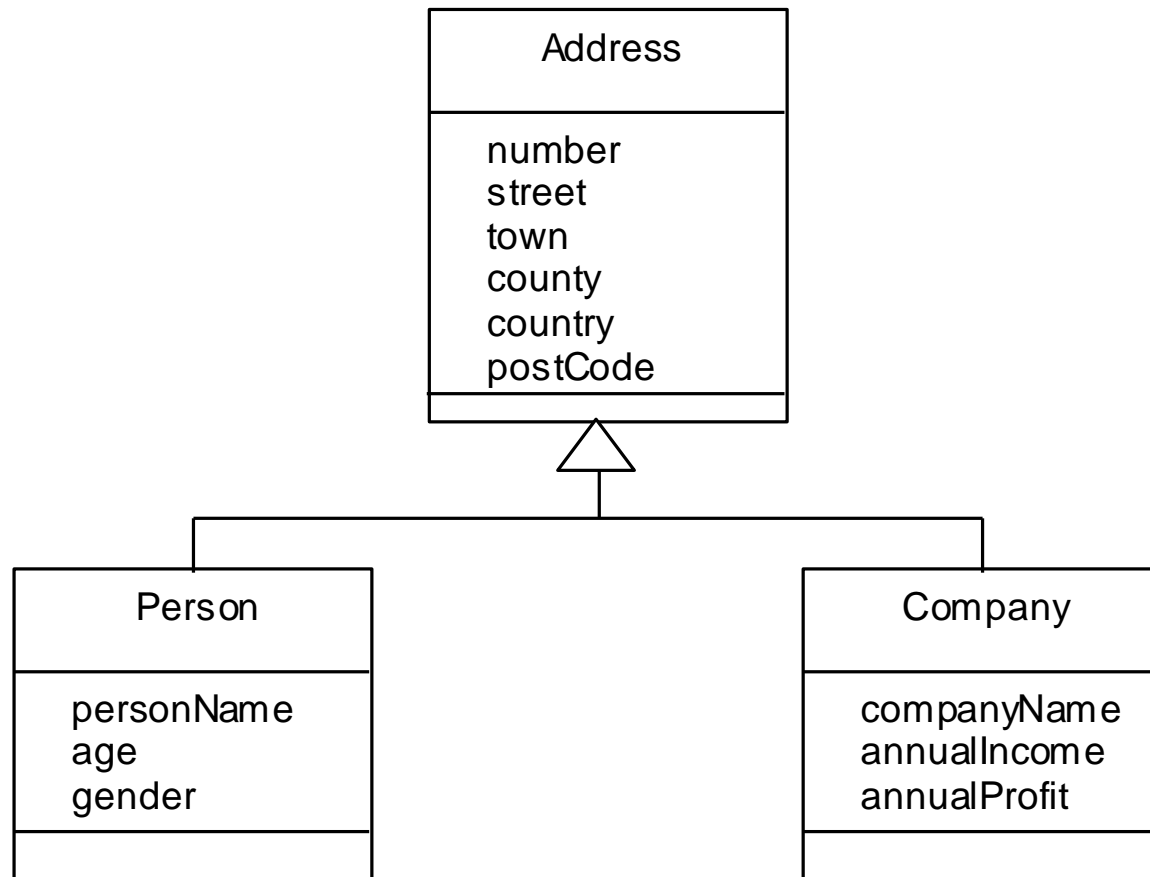 Address
number
street
town
county
country
postCode
Person
personName
age
gender
Company
companyName
annualIncome
annualProfit